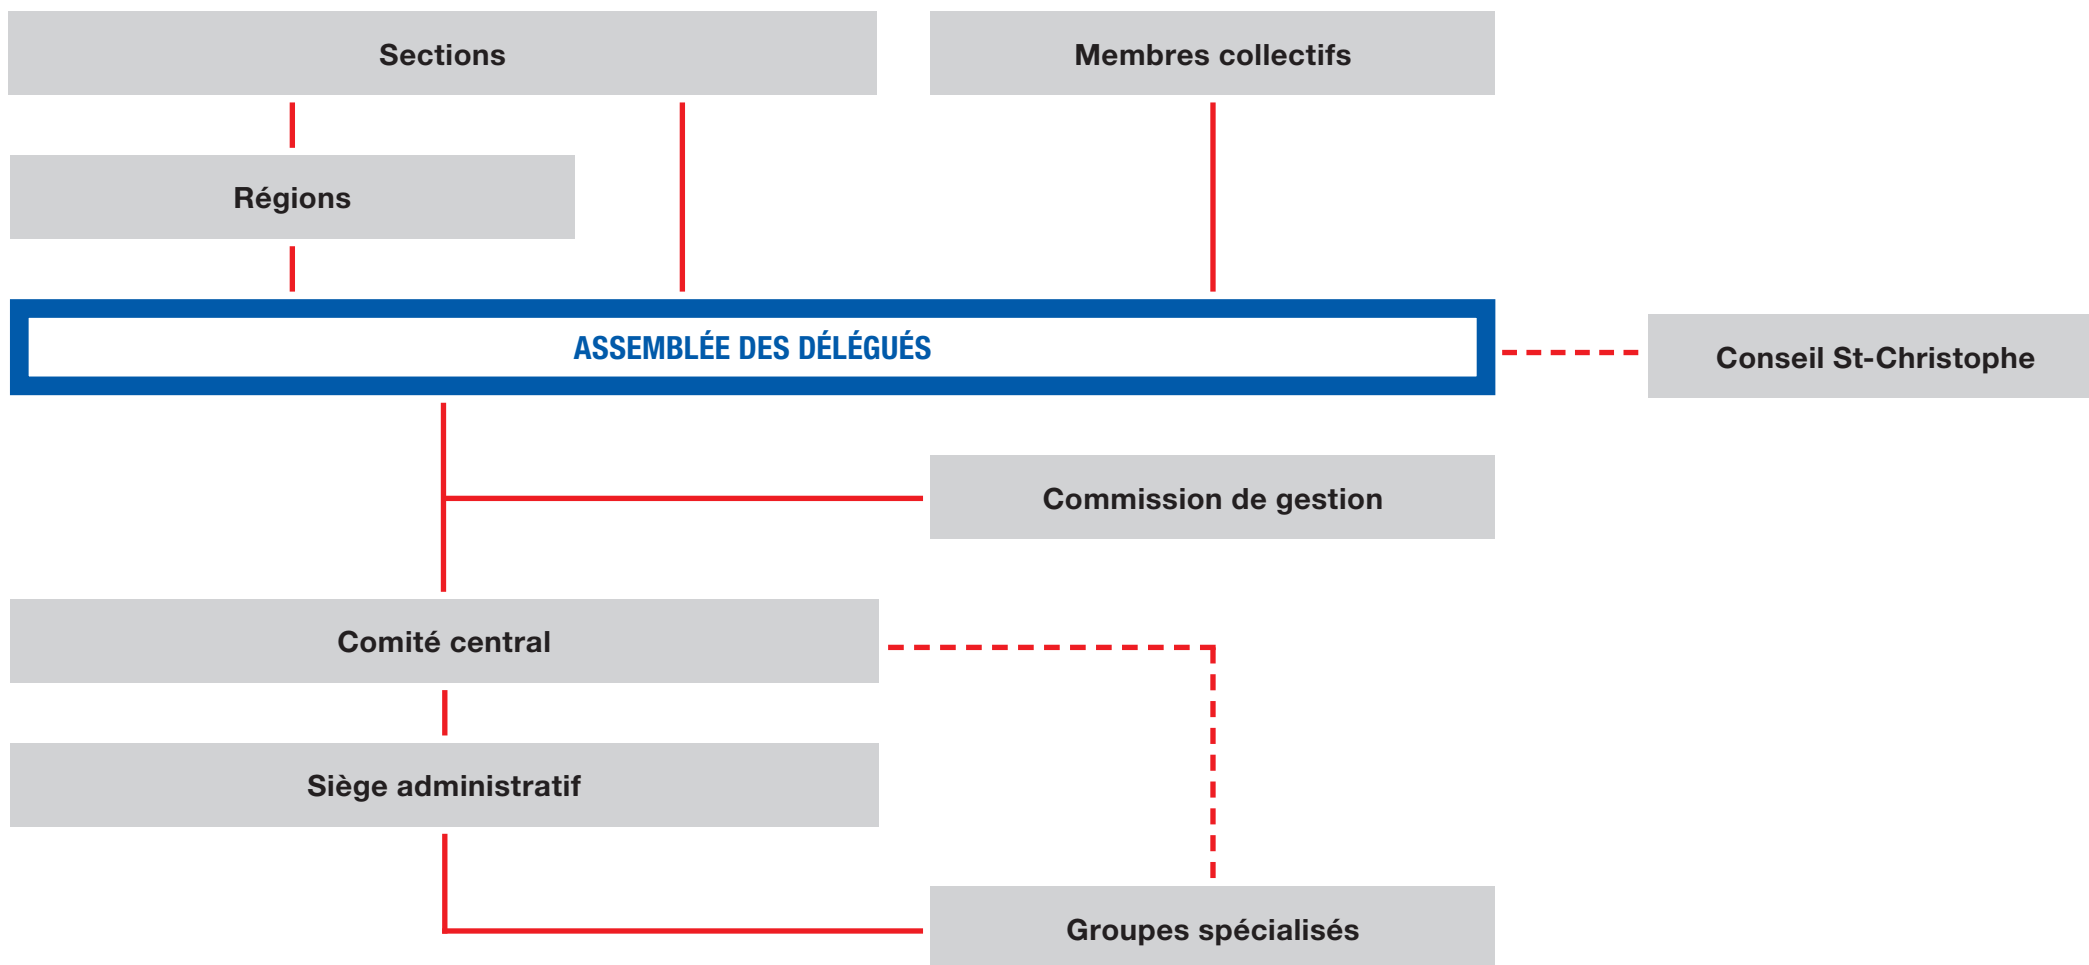 Sections
Membres collectifs
Régions
ASSEMBLÉE DES DÉLÉGUÉS
Conseil St-Christophe
Commission de gestion
Comité central
Siège administratif
Groupes spécialisés